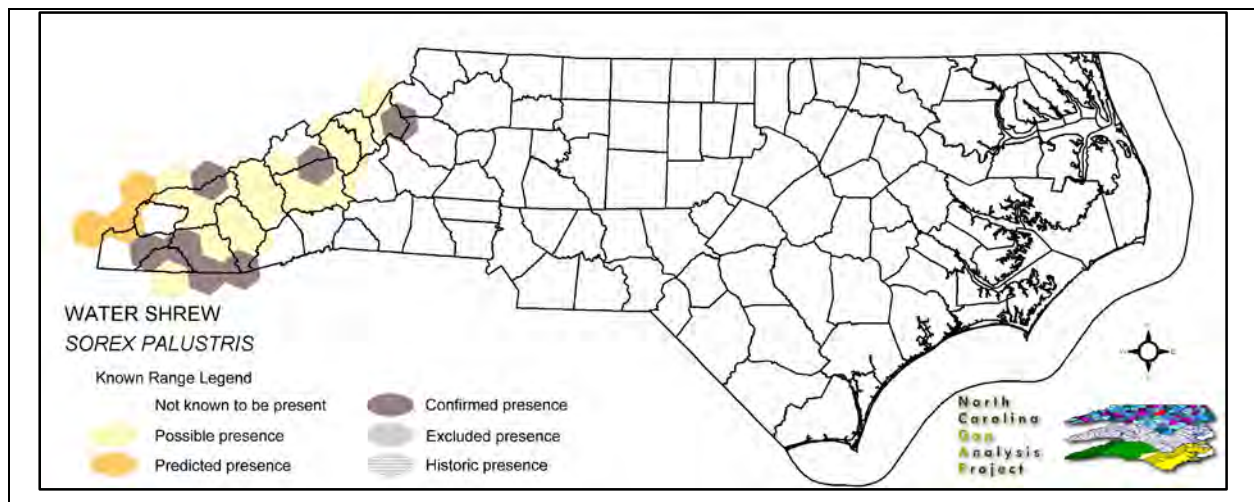 WATER SHREW
SOREX PALUSTRIS
Known Range Legend
Not known to be present
Possible presence
Predicted presence
Confirmed presence
Excluded presence
Historic presence
North
Carolina
Gap
Analysis
Project